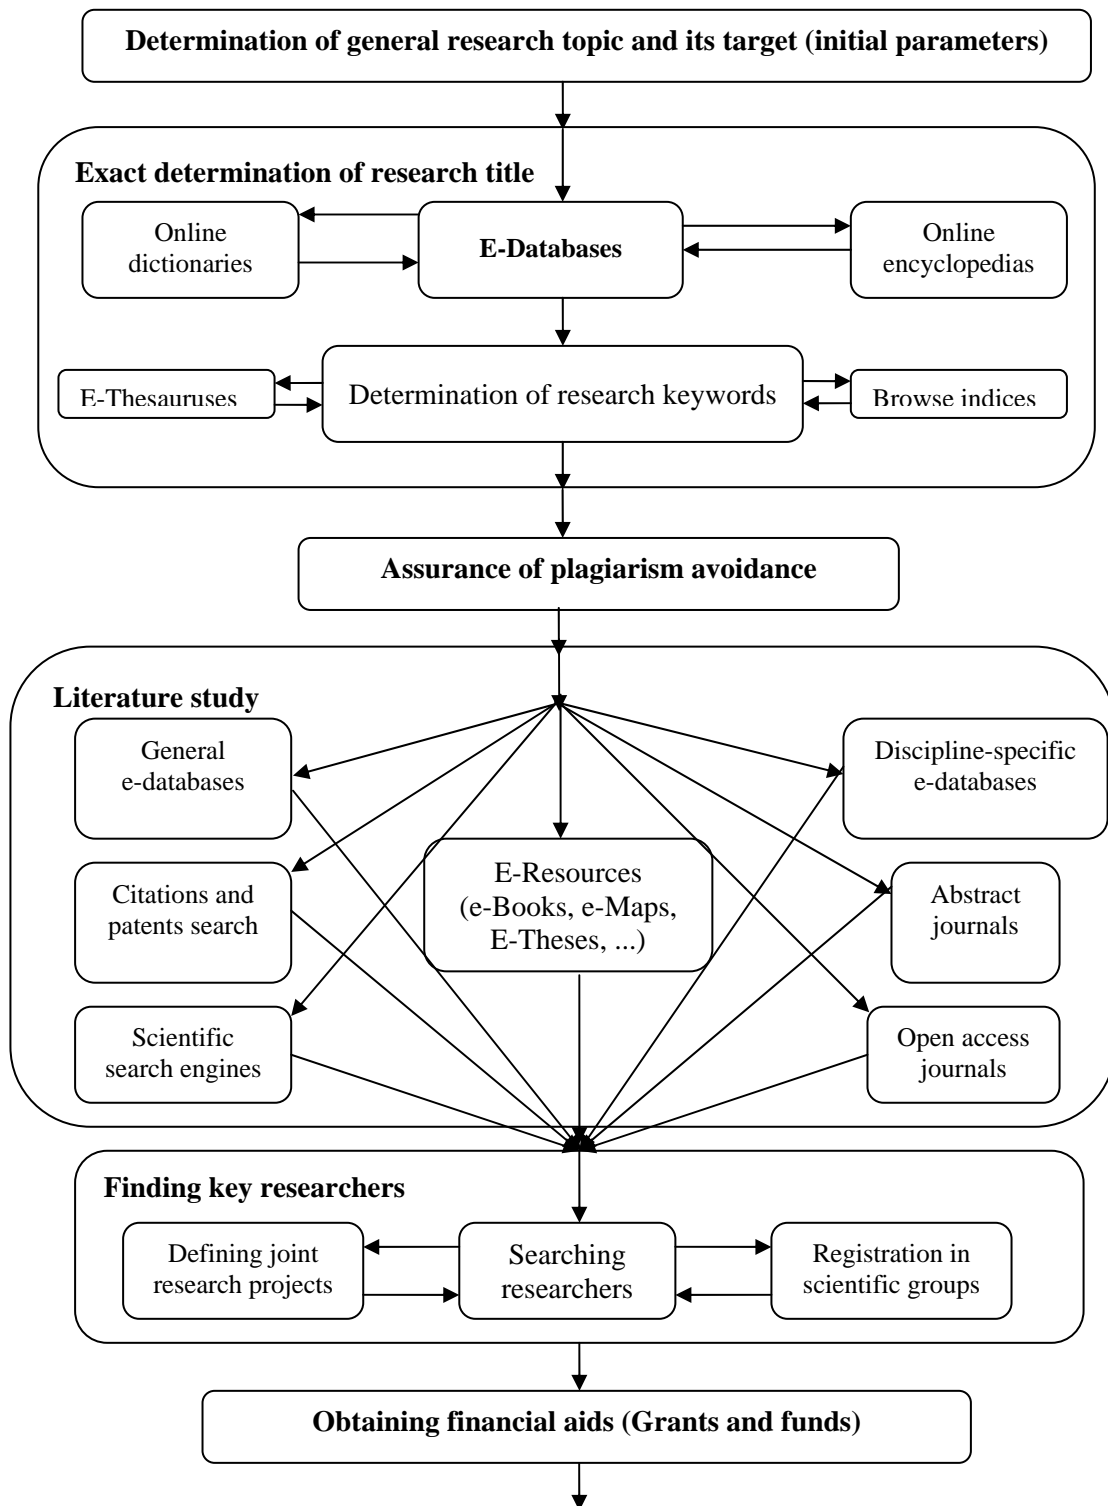 Determination of general research topic and its target (initial parameters)
Exact determination of research title
Online
dictionaries
E-Databases
Online
encyclopedias
E-Thesauruses
Determination of research keywords
Browse indices
Assurance of plagiarism avoidance
Literature study
General
e-databases
Discipline-specific
e-databases
E-Resources
(e-Books, e-Maps,
E-Theses, ...)
Citations and
patents search
Abstract
journals
Scientific
search engines
Open access
journals
Finding key researchers
Defining joint
research projects
Searching
researchers
Registration in
scientific groups
Obtaining financial aids (Grants and funds)